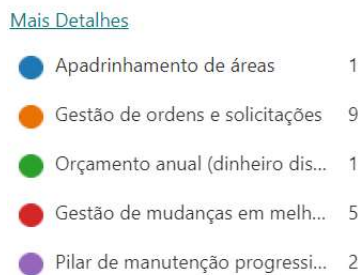 Mais Detalhes
Apadrinhamento de áreas 1
Gestão de ordens e solicitações 9
Orçamento anual (dinheiro dis... 1
Gestão de mudanças em melh... 5
Pilar de manutenção progressi... 2